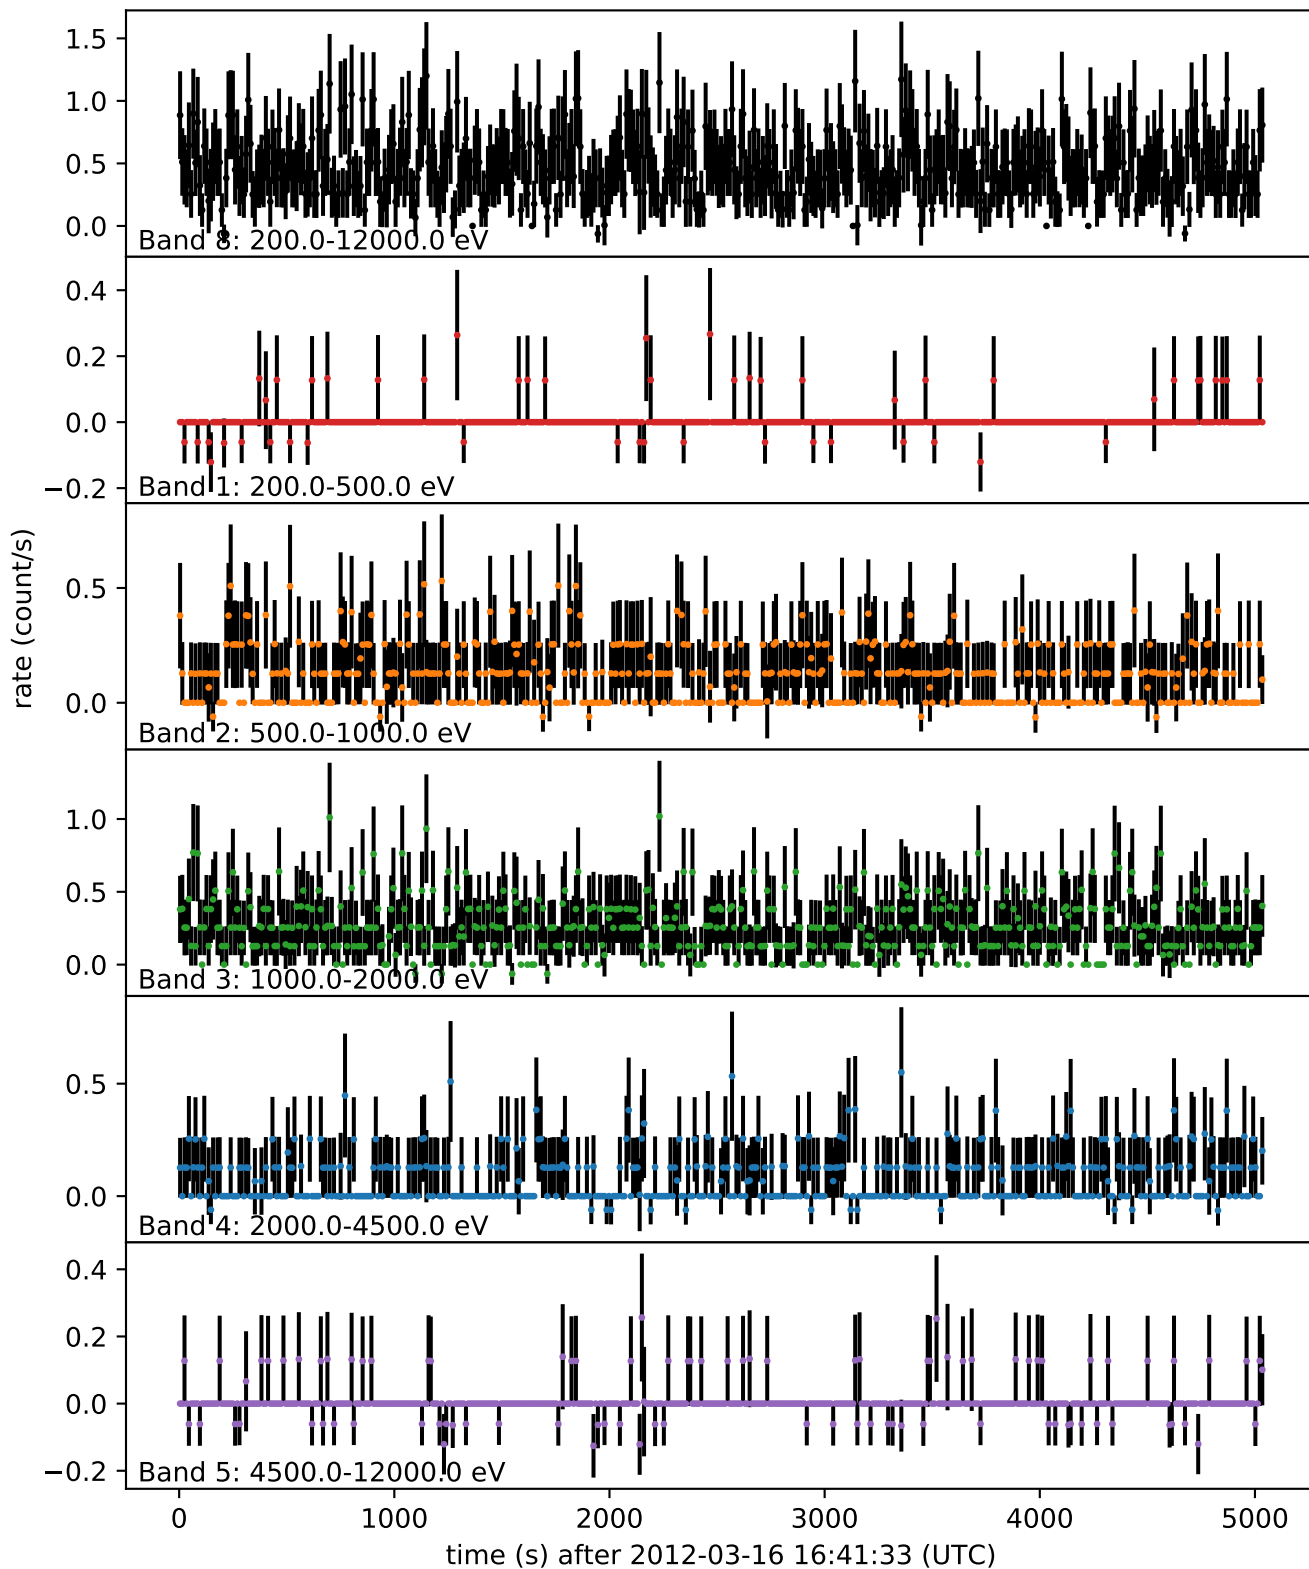 1.5
1.0
0.5
0.0
Band 8: 200.0-12000.0 eV
0.4
0.2
0.0
−0.2
Band 1: 200.0-500.0 eV
rate (count/s)
0.5
0.0
Band 2: 500.0-1000.0 eV
1.0
0.5
0.0
Band 3: 1000.0-2000.0 eV
0.5
0.0
Band 4: 2000.0-4500.0 eV
0.4
0.2
0.0
−0.2
Band 5: 4500.0-12000.0 eV
0 1000 2000 3000 4000 5000
time (s) after 2012-03-16 16:41:33 (UTC)